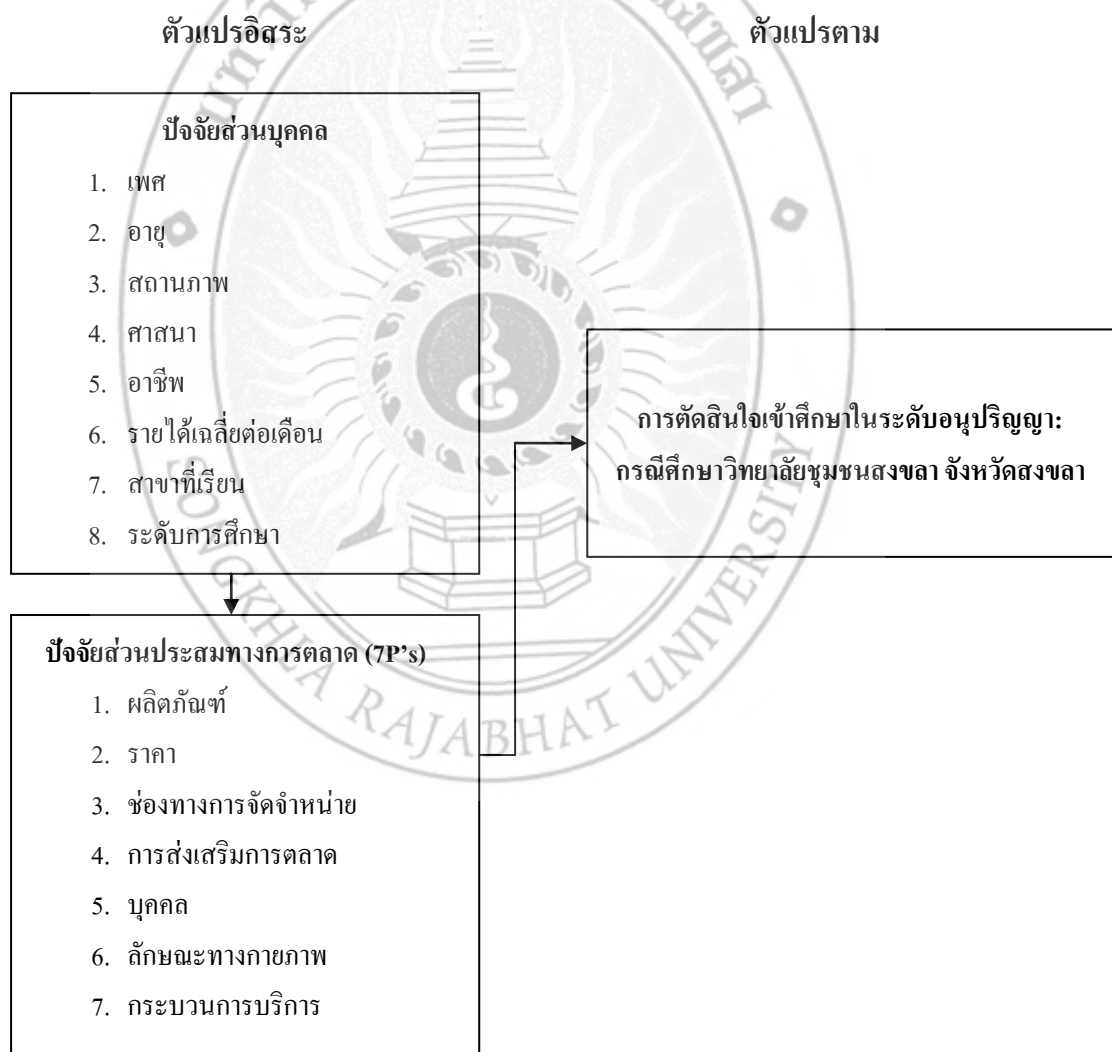 ตัวแปรอิสระ
ตัวแปรตาม
ปัจจัยส่วนบุคคล
1. เพศ
2. อายุ
3. สถานภาพ
4. ศาสนา
5. อาชีพ
6. รายได้เฉลี่ยต่อเดือน
7. สาขาที่เรียน
8. ระดับการศึกษา
การตัดสินใจเข้าศึกษาในระดับอนุปริญญา:
กรณีศึกษาวิทยาลัยชุมชนสงขลา จังหวัดสงขลา
ปัจจัยส่วนประสมทางการตลาด (7P's)
1. ผลิตภัณฑ์
2. ราคา
3. ช่องทางการจัดจำหน่าย
4. การส่งเสริมการตลาด
5. บุคคล
6. ลักษณะทางกายภาพ
7. กระบวนการบริการ
SONGKHLA RAJABHAT UNIVERSITY